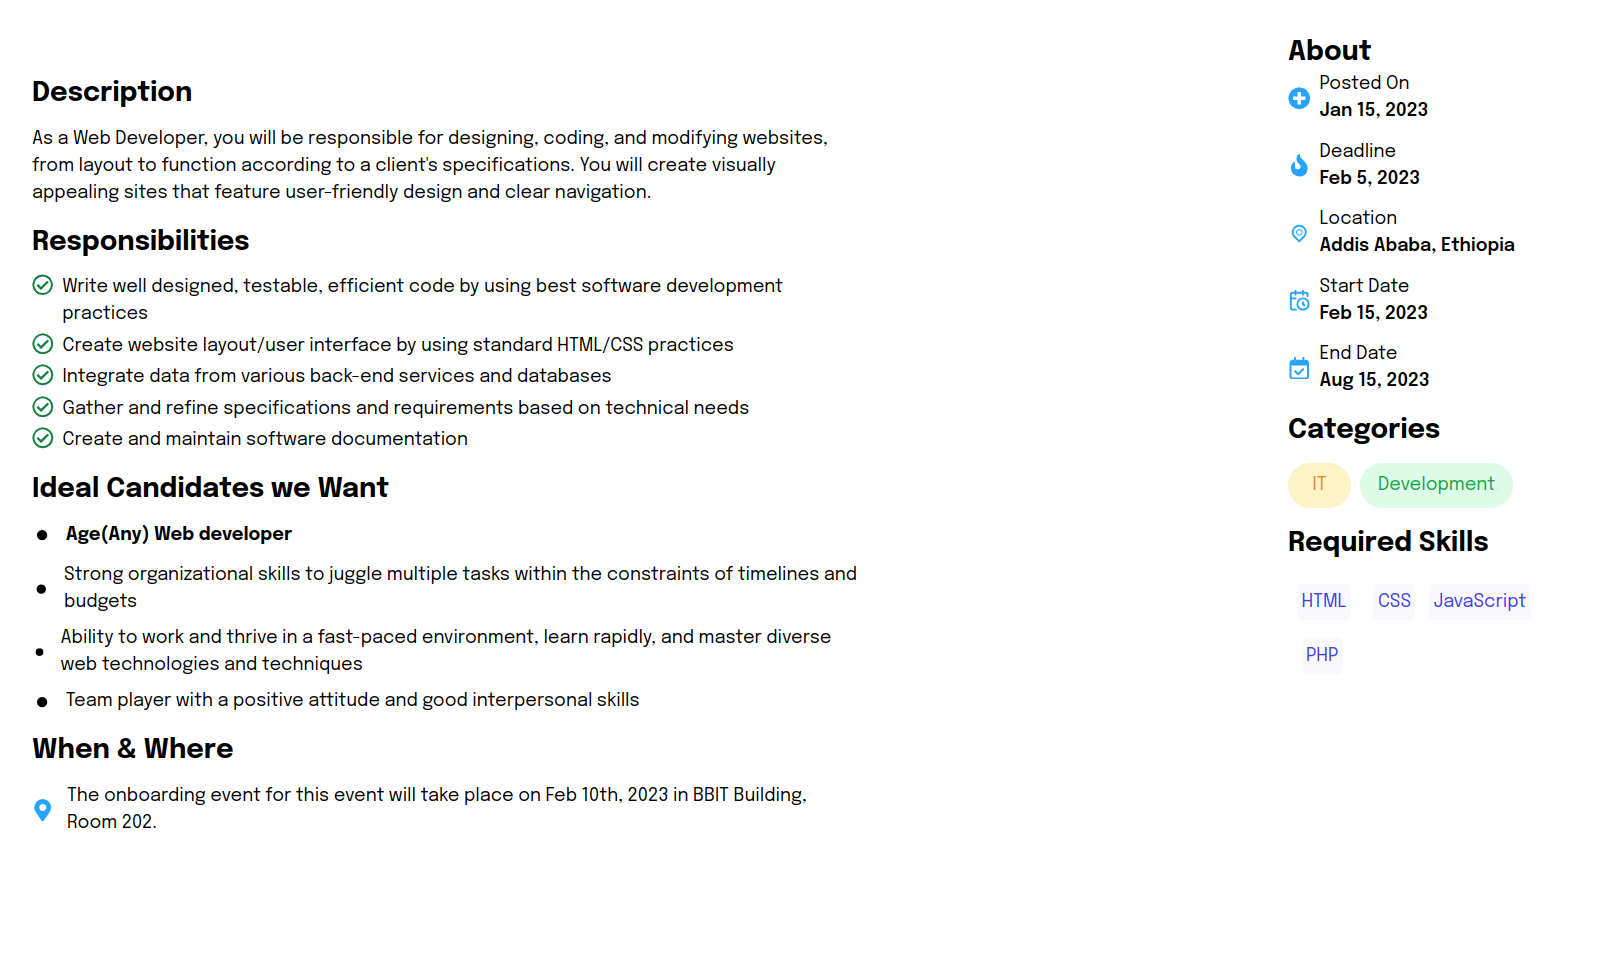 Description
As a Web Developer, you will be responsible for designing, coding, and modifying websites,
from layout to function according to a client's specifications. You will create visually
appealing sites that feature user-friendly design and clear navigation.
Responsibilities
Write well designed, testable, efficient code by using best software development
practices
Create website layout/user interface by using standard HTML/CSS practices
Integrate data from various back-end services and databases
Gather and refine specifications and requirements based on technical needs
Create and maintain software documentation
Ideal Candidates we Want
Age(Any) Web developer
Strong organizational skills to juggle multiple tasks within the constraints of timelines and
budgets
Ability to work and thrive in a fast-paced environment, learn rapidly, and master diverse
web technologies and techniques
Team player with a positive attitude and good interpersonal skills
When & Where
The onboarding event for this event will take place on Feb 10th, 2023 in BBIT Building,
Room 202.
About
Posted On
Jan 15, 2023
Deadline
Feb 5, 2023
Location
Addis Ababa, Ethiopia
Start Date
Feb 15, 2023
End Date
Aug 15, 2023
Categories
IT Development
Required Skills
HTML CSS JavaScript
PHP